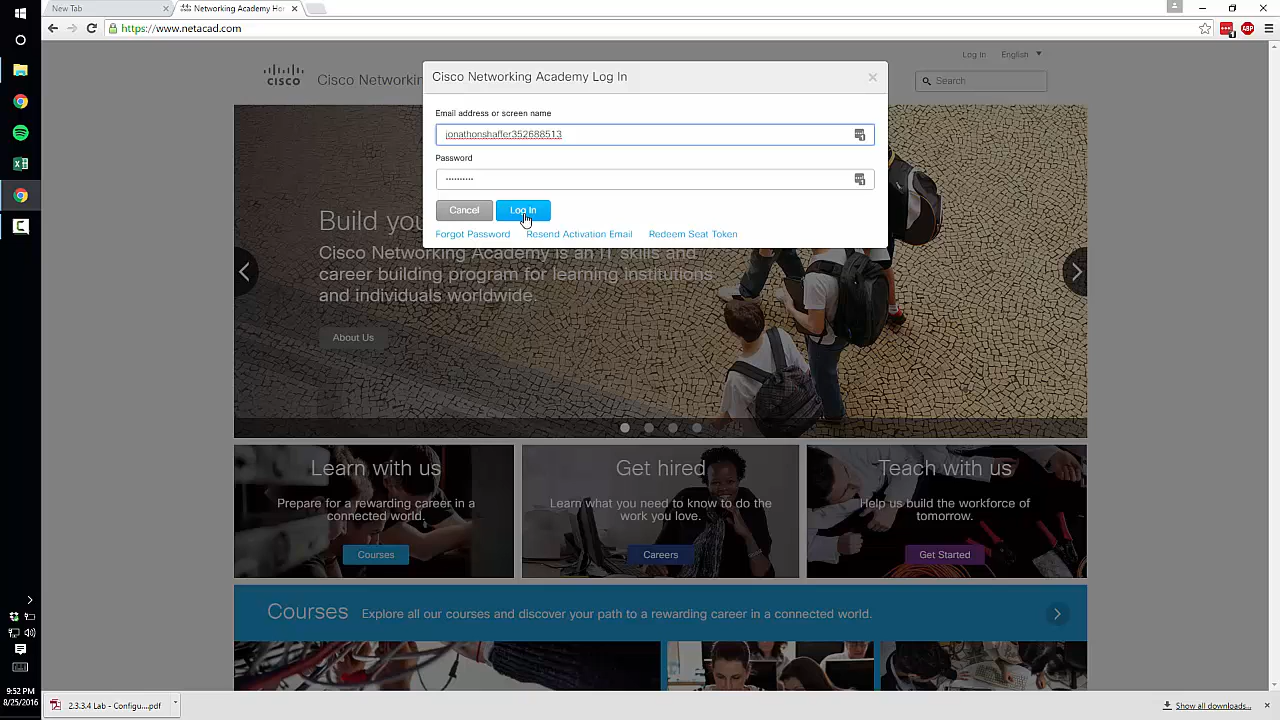 New Tab
Networking Academy Ho
https://www.netacad.com
Log In English
CISCO Cisco Networking
Search
Cisco Networking Academy Log In
Email address or screen name
jonathonshaffer352688513
Password
Cancel Log In
Forgot Password Resend Activation Email Redeem Seat Token
Build you
Cisco Networking Academy is an IT skills and
career building program for learning institutions
and individuals worldwide.
About Us
Learn with us
Prepare for a rewarding career in a
connected world.
Courses
Get hired
Learn what you need to know to do the
work you love.
Careers
Teach with us
Help us build the workforce of
tomorrow.
Get Started
Courses Explore all our courses and discover your path to a rewarding career in a connected world.
9:52 PM
8/25/2016
2.3.3.4 Lab - Configu....pdf
Show all downloads...